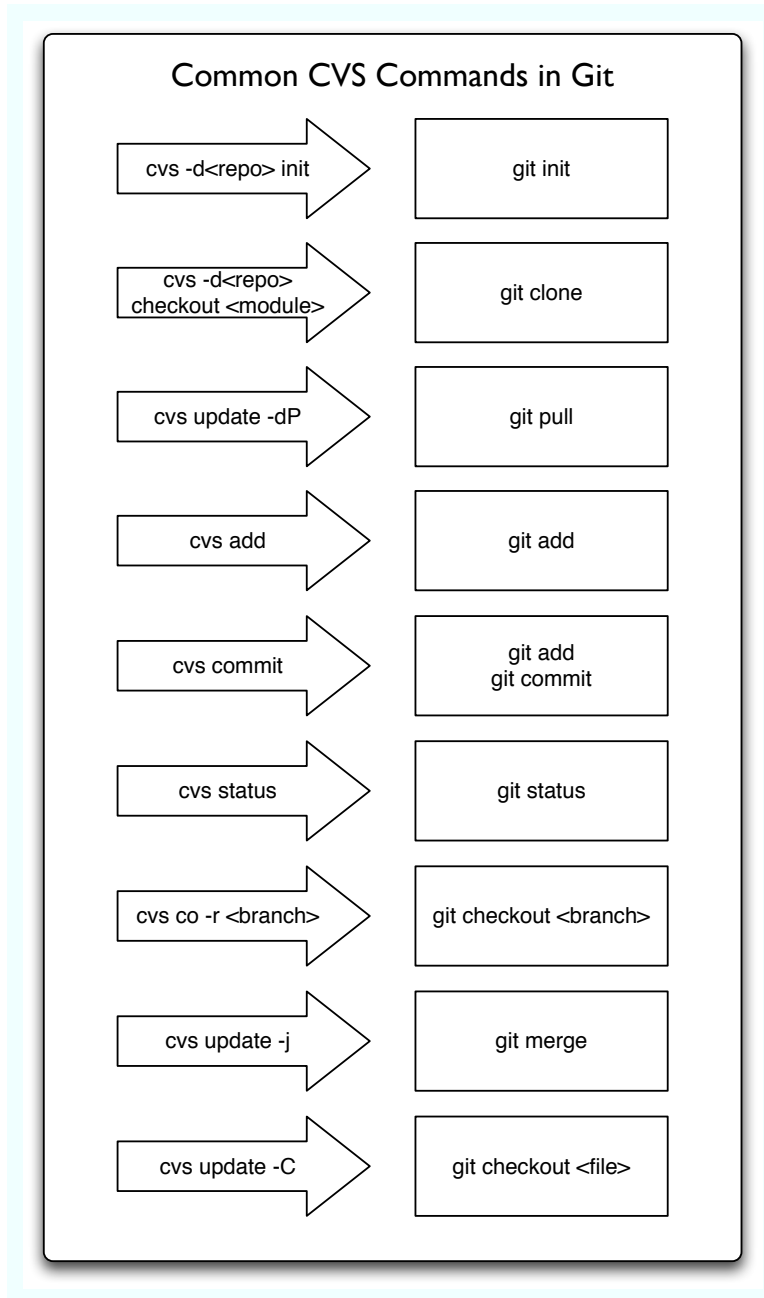 Common CVS Commands in Git
cvs -d<repo> init
git init
cvs -d<repo>
checkout <module>
git clone
cvs update -dP
git pull
cvs add
git add
cvs commit
git add
git commit
cvs status
git status
cvs co -r <branch>
git checkout <branch>
cvs update -j
git merge
cvs update -C
git checkout <file>